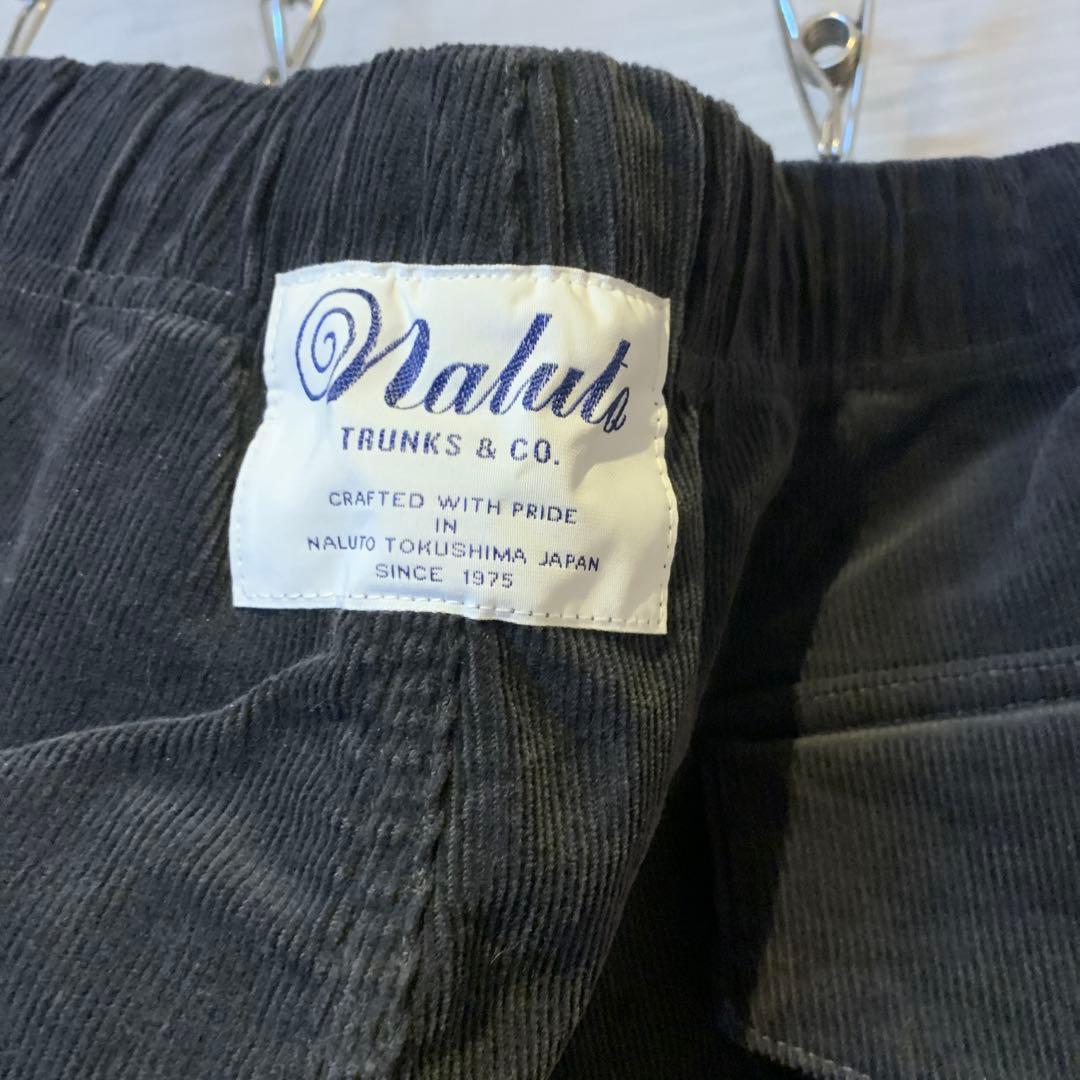 Naluto
TRUNKS & CO.
CRAFTED WITH PRIDE
IN
NALUTO TOKUSHIMA JAPAN
SINCE 1975